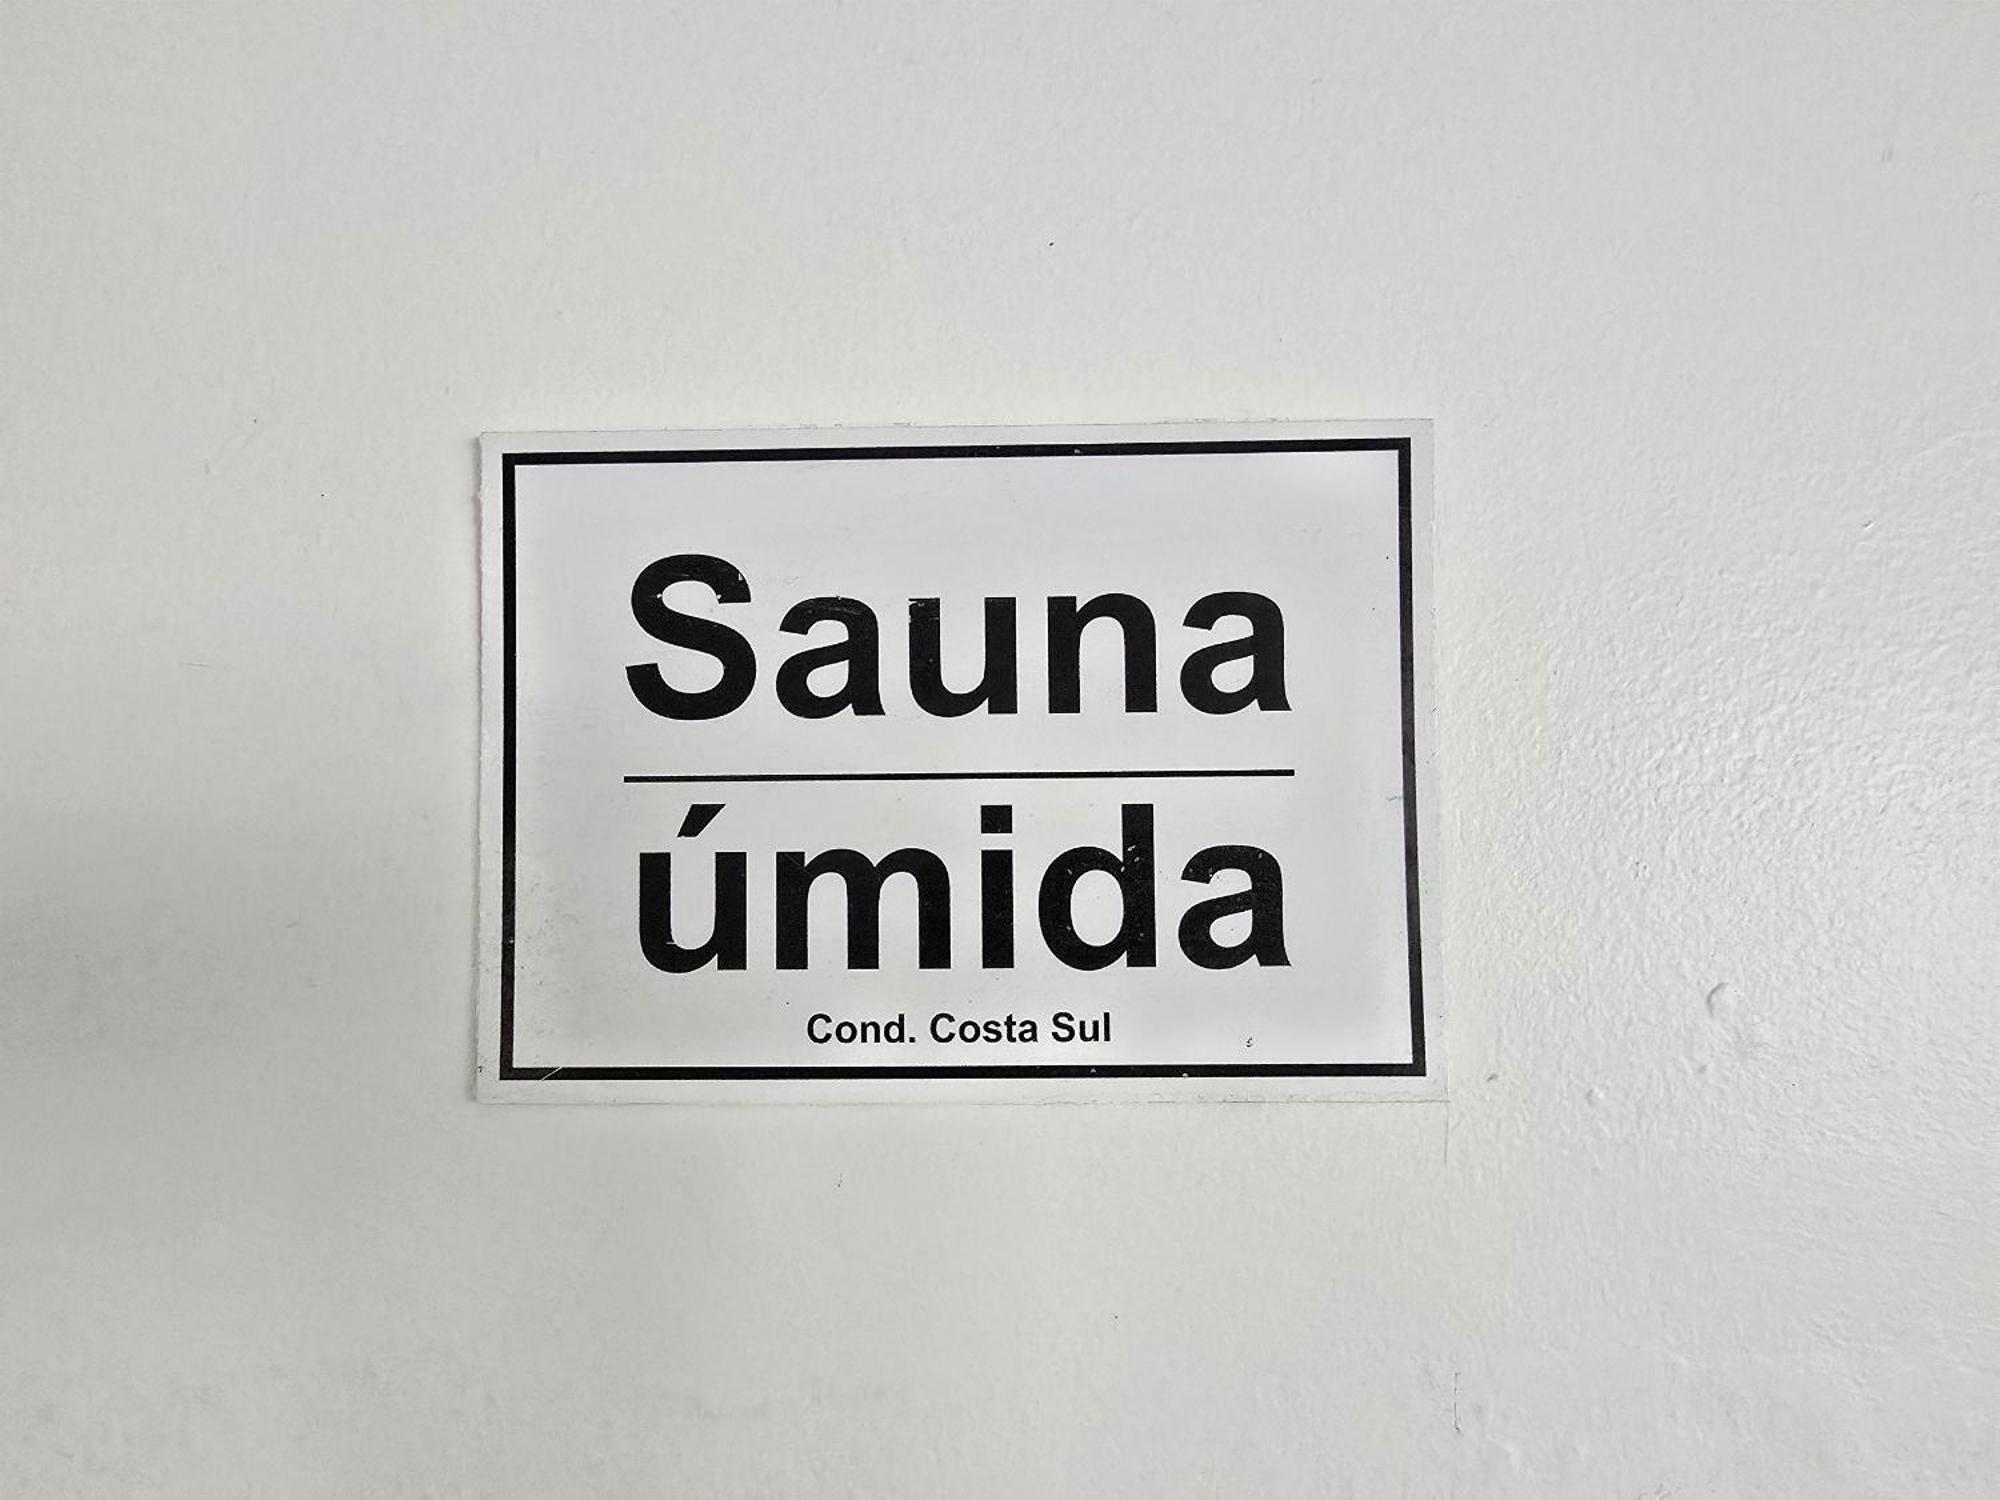 Sauna
úmida
Cond. Costa Sul